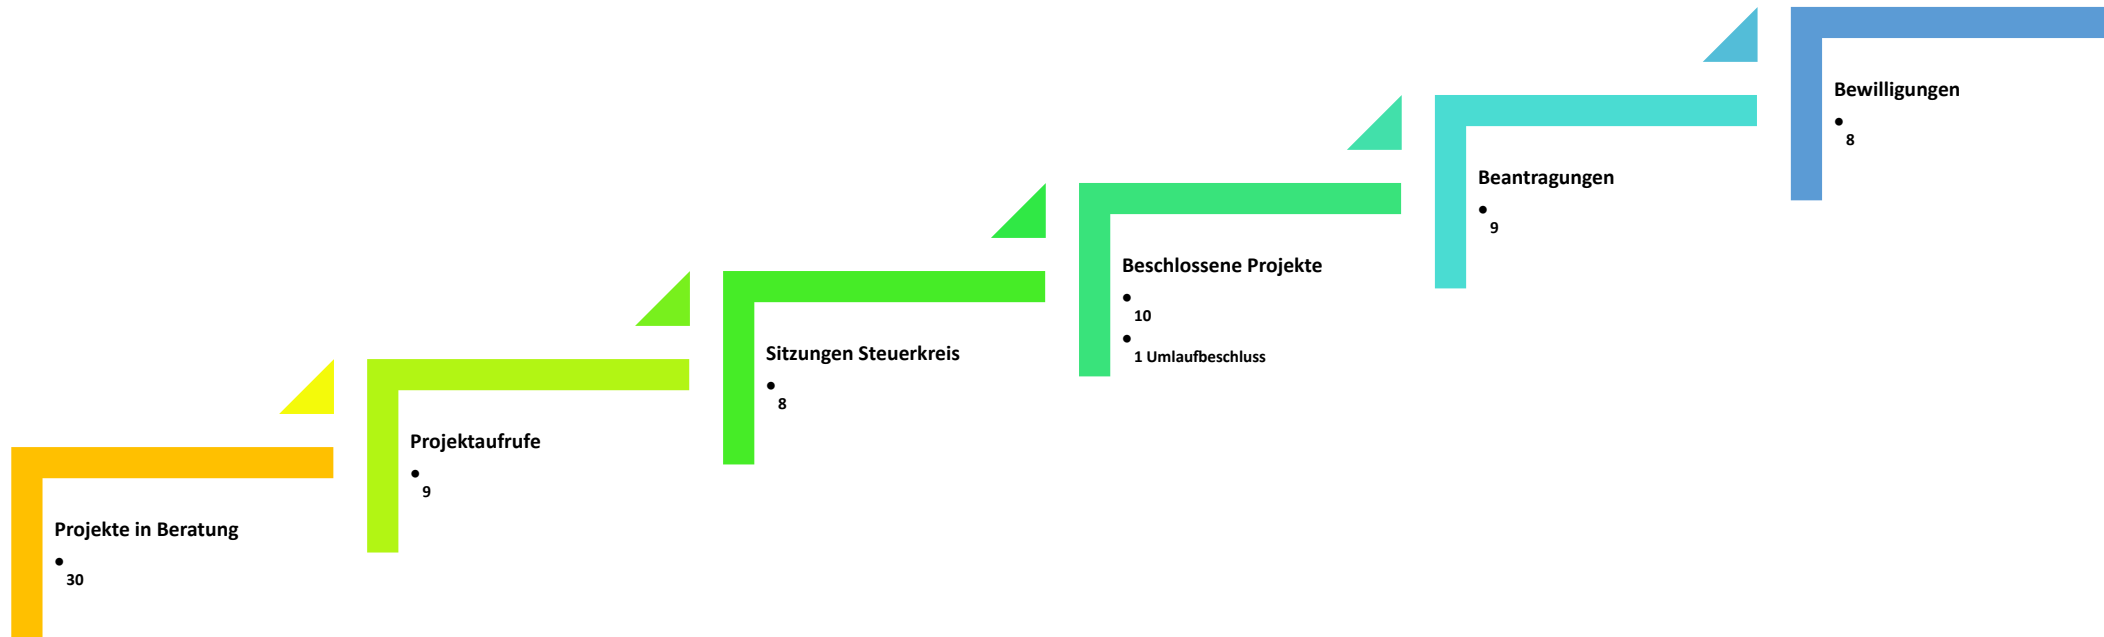 Projekte in Beratung
• 30
Projektaufrufe
• 9
Sitzungen Steuerkreis
• 8
Beschlossene Projekte
• 10
• 1 Umlaufbeschluss
Beantragungen
• 9
Bewilligungen
• 8